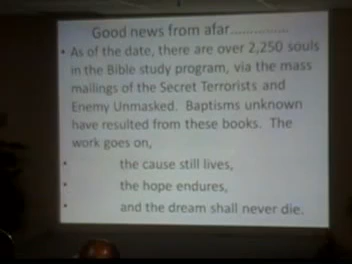 Good news from afar..............
• As of the date, there are over 2,250 souls
in the Bible study program, via the mass
mailings of the Secret Terrorists and
Enemy Unmasked. Baptisms unknown
have resulted from these books. The
work goes on,
• the cause still lives,
• the hope endures,
• and the dream shall never die.